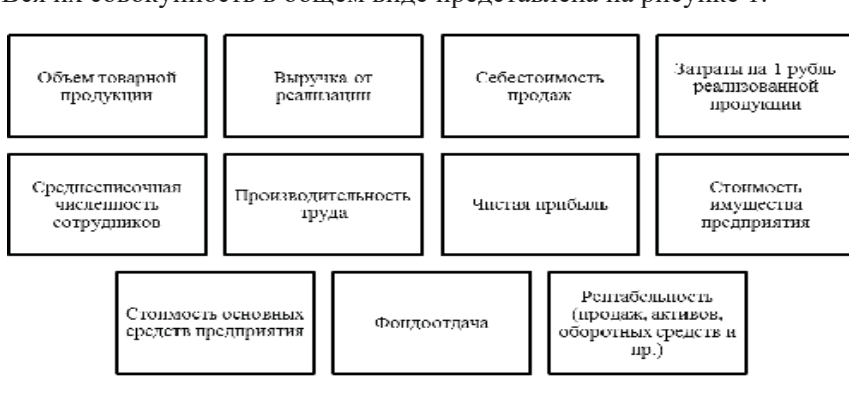 Вся их совокупность в общем виде представлена на рисунке 1.
Объем товарной
продукции
Выручка от
реализации
Себестоимость
продаж
Затраты на 1 рубль
реализованной
продукции
Среднесписочная
численность
сотрудников
Производительность
труда
Чистая прибыль
Стоимость
имущества
предприятия
Стоимость основных
средств предприятия
Фондоотдача
Рентабельность
(продаж, активов,
оборотных средств и
пр.)